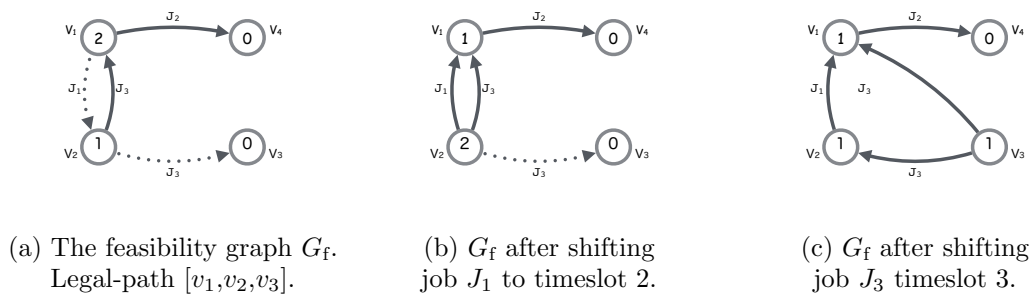 V₁ 2 J₂ 0 V₄
J₁ J₃
V₂ 1 0 V₃
J₃
V₁ 1 J₂ 0 V₄
J₁ J₃
V₂ 2 0 V₃
J₃
V₁ 1 J₂ 0 V₄
J₁ J₃
V₂ 1 1 V₃
J₃
(a) The feasibility graph G_f.
Legal-path [v₁,v₂,v₃].
(b) G_f after shifting
job J₁ to timeslot 2.
(c) G_f after shifting
job J₃ timeslot 3.